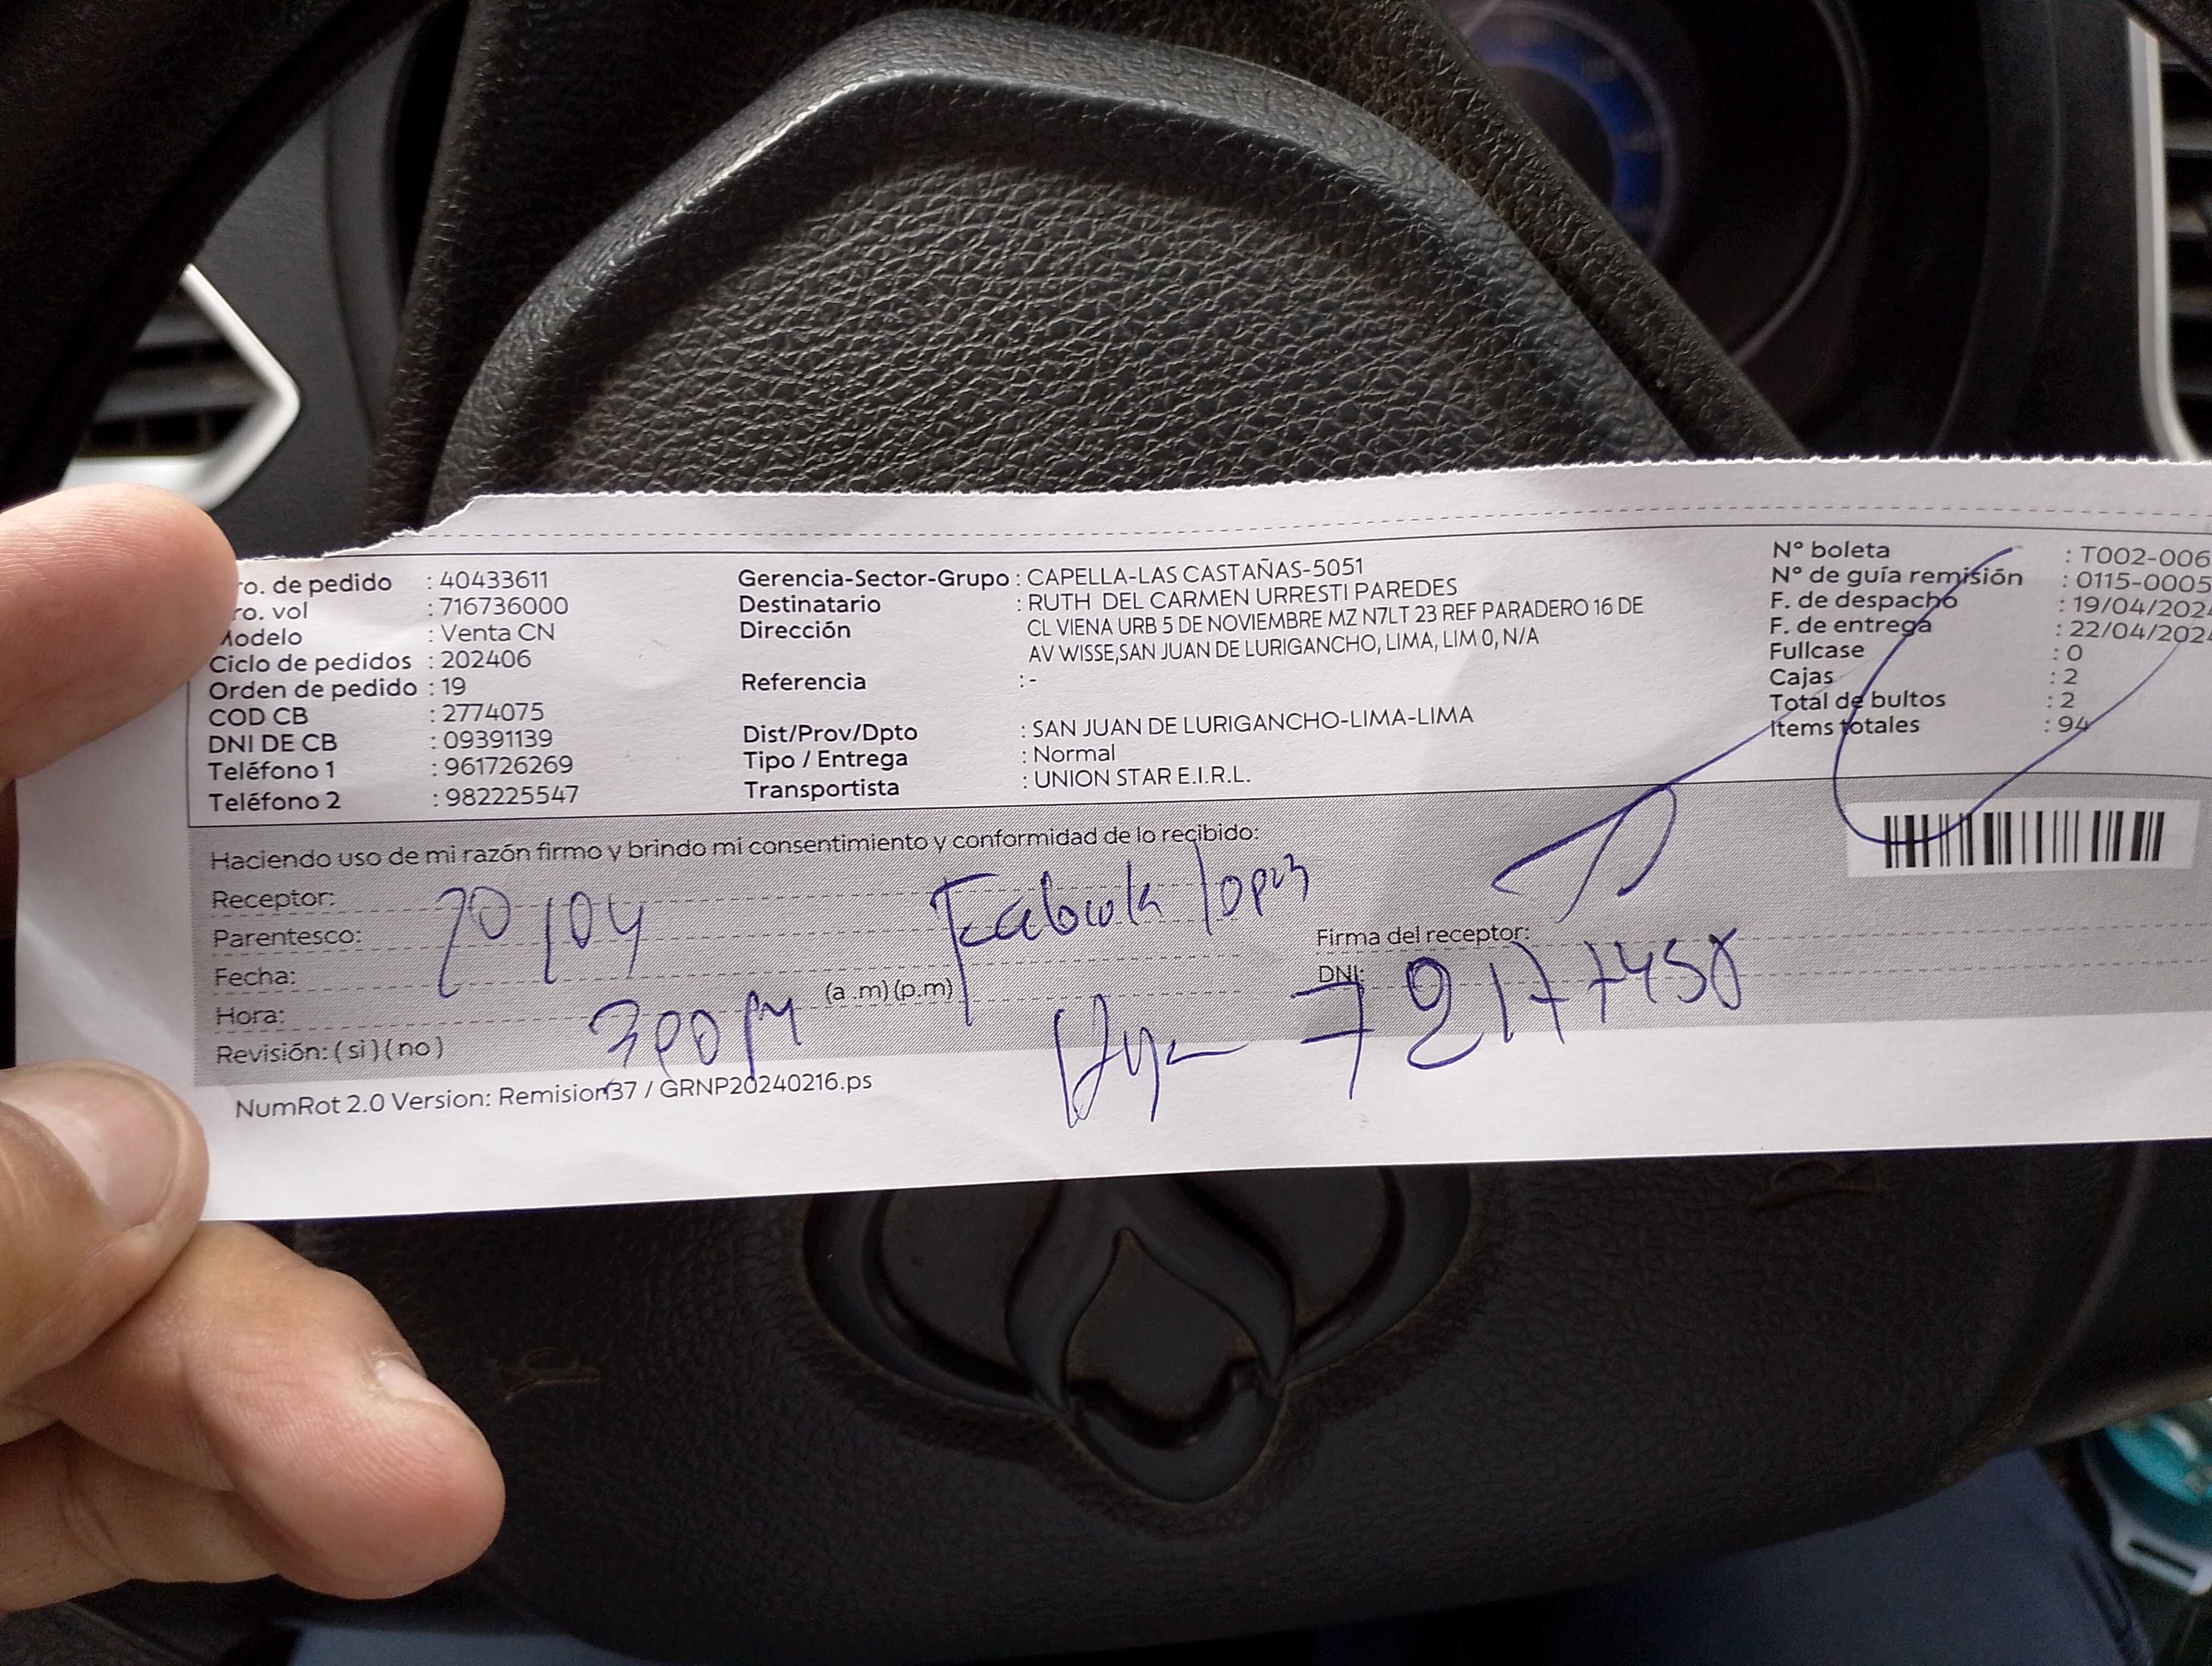 ro. de pedido : 40433611
ro. vol : 716736000
Modelo : Venta CN
Ciclo de pedidos : 202406
Orden de pedido : 19
COD CB : 2774075
DNI DE CB : 09391139
Teléfono 1 : 961726269
Teléfono 2 : 982225547
Gerencia-Sector-Grupo : CAPELLA-LAS CASTAÑAS-5051
Destinatario : RUTH DEL CARMEN URRESTI PAREDES
Dirección CL VIENA URB 5 DE NOVIEMBRE MZ N7LT 23 REF PARADERO 16 DE
AV WISSE,SAN JUAN DE LURIGANCHO, LIMA, LIM 0, N/A
Referencia : -
Dist/Prov/Dpto : SAN JUAN DE LURIGANCHO-LIMA-LIMA
Tipo / Entrega : Normal
Transportista : UNION STAR E.I.R.L.
N° boleta : T002-006
N° de guía remisión : 0115-0005
F. de despacho : 19/04/202
F. de entrega : 22/04/202
Fullcase : 0
Cajas : 2
Total de bultos : 2
Items totales : 94
Haciendo uso de mi razón firmo y brindo mi consentimiento y conformidad de lo recibido:
Receptor:
Parentesco: 20/04 Fabiola lopez
Fecha:
Hora: (a .m) (p.m)
Revisión: ( si ) ( no ) 300 PM
Firma del receptor:
DNI: 72177458
NumRot 2.0 Version: Remision37 / GRNP20240216.ps